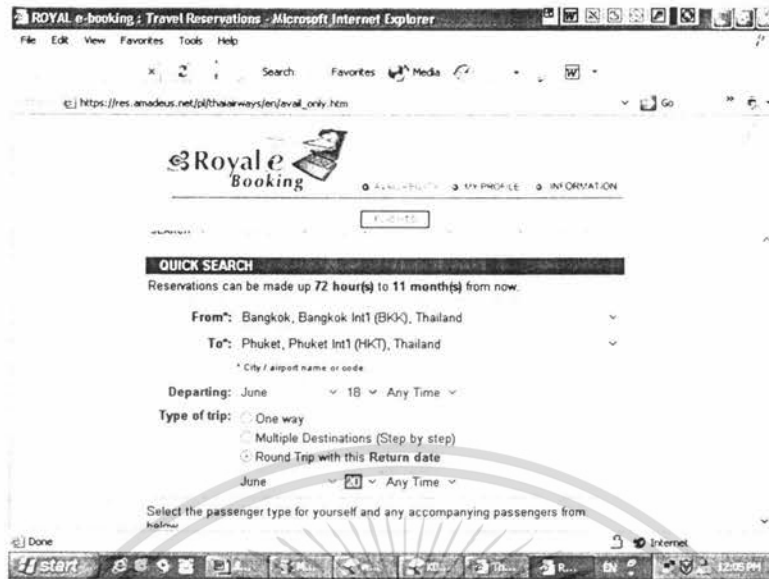 ROYAL e-booking : Travel Reservations - Microsoft Internet Explorer
File Edit View Favorites Tools Help
Search Favorites Media
https://res.amadeus.net/pl/thaiairways/en/avail_only.htm Go »
Royal e
Booking
AVAILABILITY MY PROFILE INFORMATION
FLIGHTS
SEARCH
QUICK SEARCH
Reservations can be made up 72 hour(s) to 11 month(s) from now.
From*: Bangkok, Bangkok Int1 (BKK), Thailand
To*: Phuket, Phuket Int1 (HKT), Thailand
* City / airport name or code
Departing: June 18 Any Time
Type of trip: One way
Multiple Destinations (Step by step)
Round Trip with this Return date
June 20 Any Time
Select the passenger type for yourself and any accompanying passengers from
below
Done Internet
start EN 12:05 PM